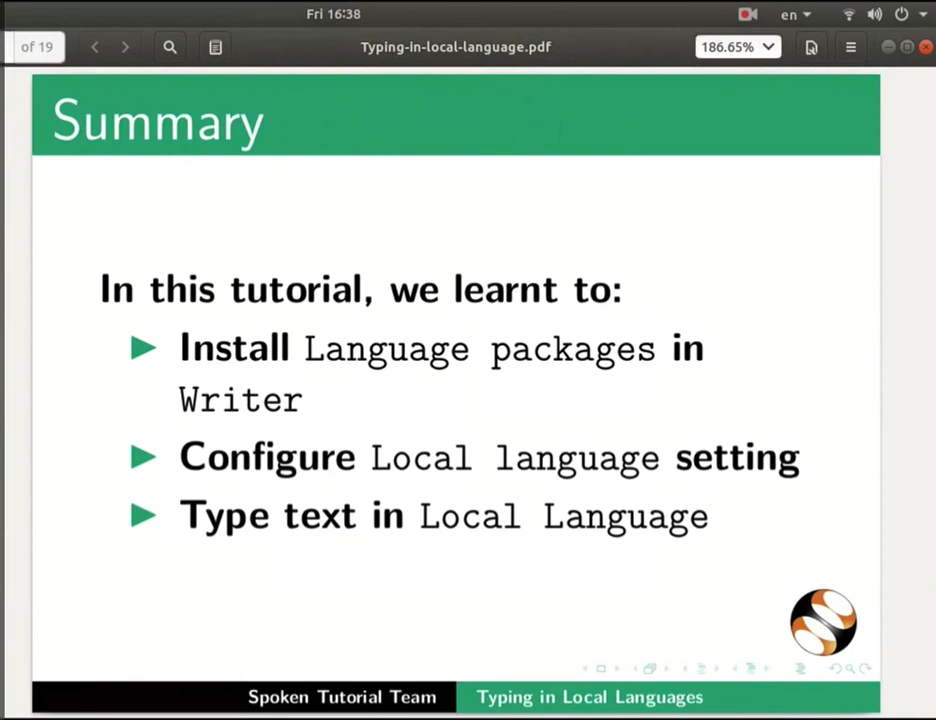 Fri 16:38
en
of 19
Typing-in-local-language.pdf
186.65%
Summary
In this tutorial, we learnt to:
Install Language packages in
Writer
Configure Local language setting
Type text in Local Language
Spoken Tutorial Team
Typing in Local Languages